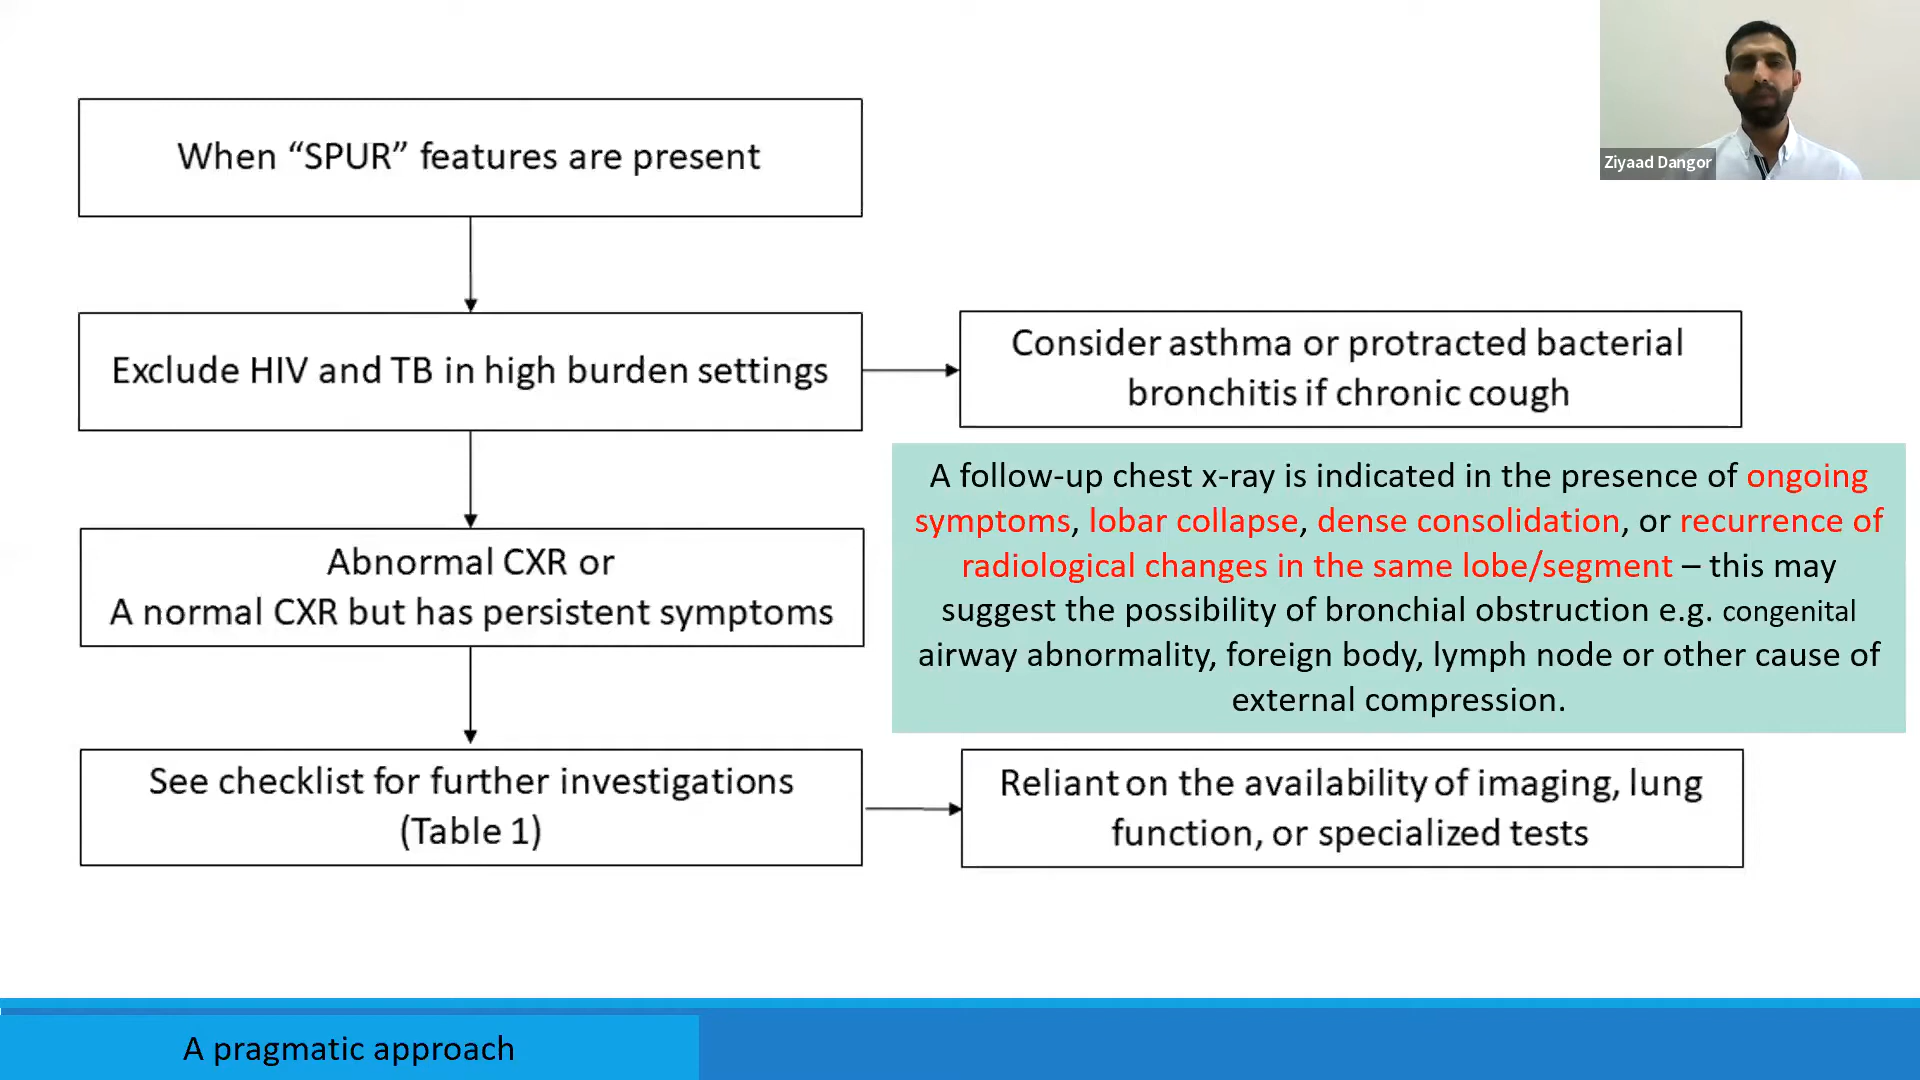 Ziyaad Dangor
When “SPUR” features are present
Exclude HIV and TB in high burden settings
Consider asthma or protracted bacterial
bronchitis if chronic cough
A follow-up chest x-ray is indicated in the presence of ongoing
symptoms, lobar collapse, dense consolidation, or recurrence of
radiological changes in the same lobe/segment – this may
suggest the possibility of bronchial obstruction e.g. congenital
airway abnormality, foreign body, lymph node or other cause of
external compression.
Abnormal CXR or
A normal CXR but has persistent symptoms
See checklist for further investigations
(Table 1)
Reliant on the availability of imaging, lung
function, or specialized tests
A pragmatic approach